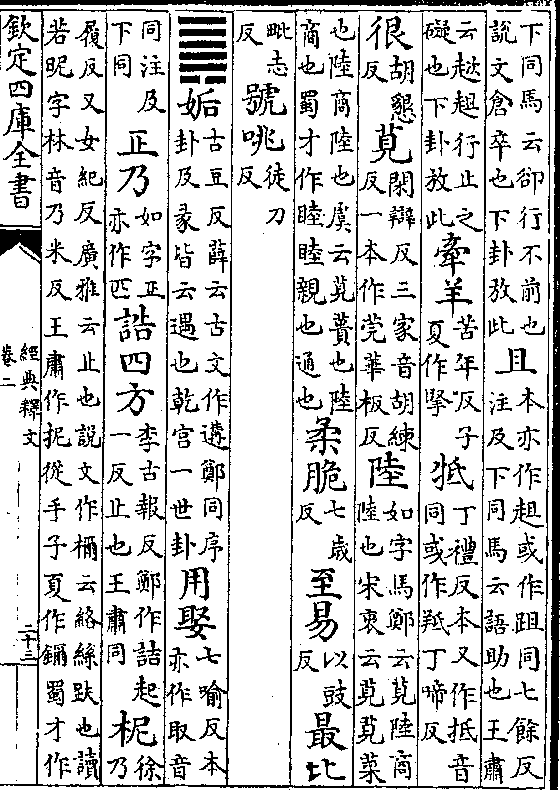 下同馬云卻行不前也說文倉卒也下卦放此且本亦作趄或作跙同七餘反注及下同馬云語助也王肅
云趑趄行止之礙也下卦放此牽羊苦年反子夏作掔牴丁禮反本又作抵音同或作羝丁啼反
很胡懇反莧閑辯反三家音胡練反一本作莞華板反陸如字馬鄭云莧陸商陸也宋衷云莧莧菜
也陸商陸也虞云莧蕢也陸商也蜀才作睦睦親也通也柔脆七歲反至易以豉反最比
毗志反號咷徒刀反
䷫姤古豆反薛云古文作遘鄭同序卦及彖皆云遇也乾宫一世卦用娶七喻反本亦作取音
同注及下同正乃如字正亦作匹誥四方李古報反鄭作詰起一反止也王肅同柅徐乃
履反又女紀反廣雅云止也說文作檷云絡絲趺也讀若昵字林音乃米反王肅作抳從手子夏作鑈蜀才作
欽定四庫全書
經典釋文
卷二
二十三